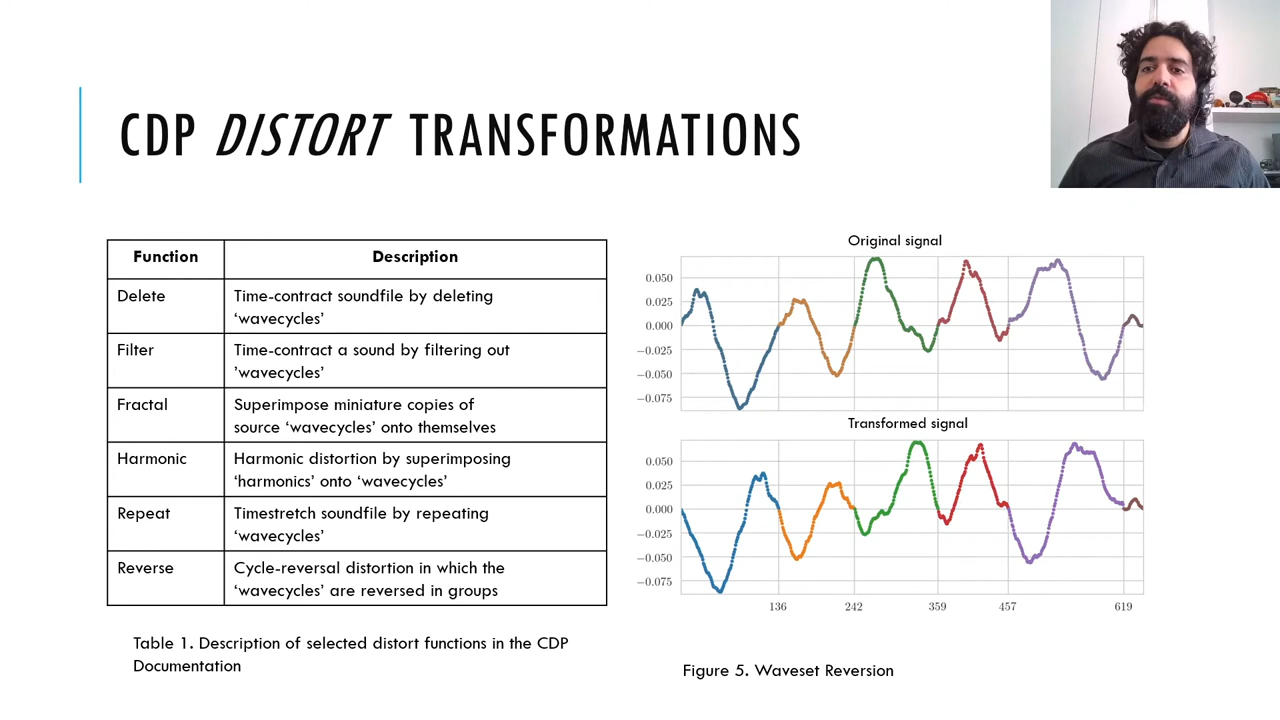 CDP DISTORT TRANSFORMATIONS
Function Description
Delete Time-contract soundfile by deleting
‘wavecycles’
Filter Time-contract a sound by filtering out
’wavecycles’
Fractal Superimpose miniature copies of
source ‘wavecycles’ onto themselves
Harmonic Harmonic distortion by superimposing
‘harmonics’ onto ‘wavecycles’
Repeat Timestretch soundfile by repeating
‘wavecycles’
Reverse Cycle-reversal distortion in which the
‘wavecycles’ are reversed in groups
Table 1. Description of selected distort functions in the CDP
Documentation
Original signal
0.050
0.025
0.000
−0.025
−0.050
−0.075
Transformed signal
0.050
0.025
0.000
−0.025
−0.050
−0.075
136 242 359 457 619
Figure 5. Waveset Reversion